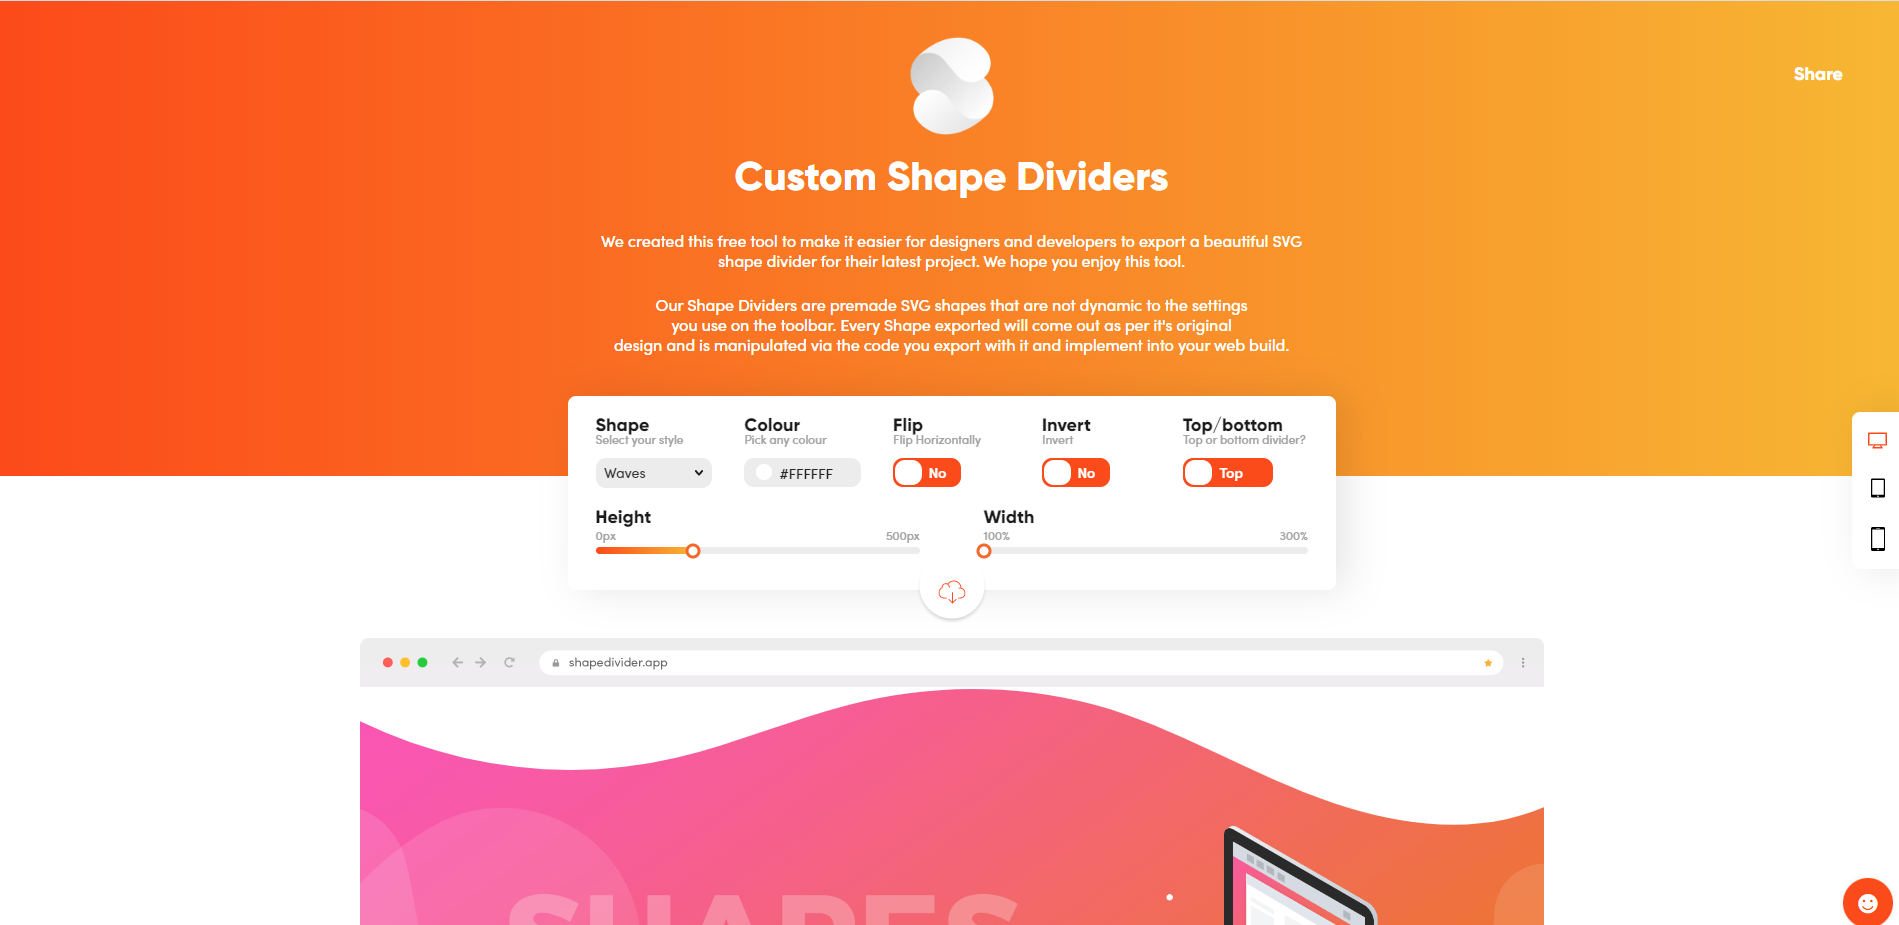 Share
Custom Shape Dividers
We created this free tool to make it easier for designers and developers to export a beautiful SVG
shape divider for their latest project. We hope you enjoy this tool.
Our Shape Dividers are premade SVG shapes that are not dynamic to the settings
you use on the toolbar. Every Shape exported will come out as per it's original
design and is manipulated via the code you export with it and implement into your web build.
Shape
Select your style
Waves
Colour
Pick any colour
#FFFFFF
Flip
Flip Horizontally
No
Invert
Invert
No
Top/bottom
Top or bottom divider?
Top
Height
0px 500px
Width
100% 300%
shapedivider.app
SHAPES